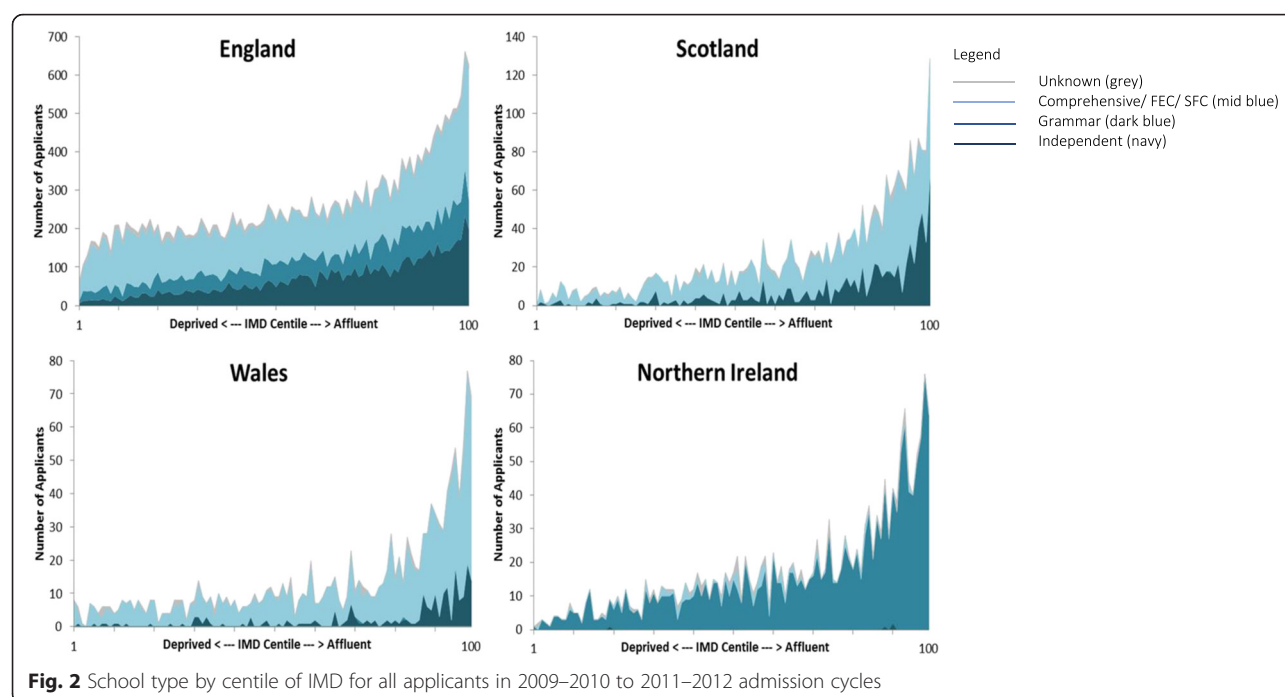 England
Number of Applicants
700
600
500
400
300
200
100
0
1
Deprived < --- IMD Centile --- > Affluent
100
Scotland
Number of Applicants
140
120
100
80
60
40
20
0
1
Deprived < --- IMD Centile --- > Affluent
100
Legend
Unknown (grey)
Comprehensive/ FEC/ SFC (mid blue)
Grammar (dark blue)
Independent (navy)
Wales
Number of Applicants
80
70
60
50
40
30
20
10
0
1
Deprived < --- IMD Centile --- > Affluent
100
Northern Ireland
Number of Applicants
80
70
60
50
40
30
20
10
0
1
Deprived < --- IMD Centile --- > Affluent
100
Fig. 2 School type by centile of IMD for all applicants in 2009–2010 to 2011–2012 admission cycles